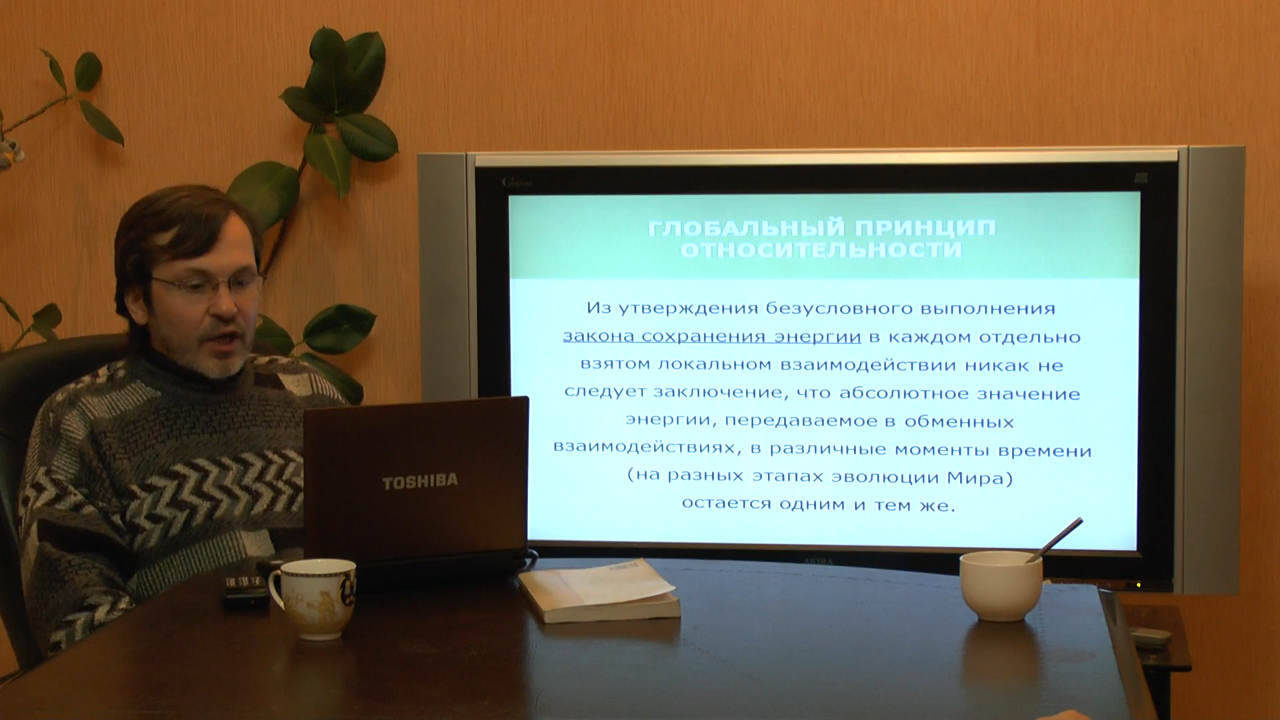 ГЛОБАЛЬНЫЙ ПРИНЦИП
ОТНОСИТЕЛЬНОСТИ
Из утверждения безусловного выполнения
закона сохранения энергии в каждом отдельно
взятом локальном взаимодействии никак не
следует заключение, что абсолютное значение
энергии, передаваемое в обменных
взаимодействиях, в различные моменты времени
(на разных этапах эволюции Мира)
остается одним и тем же.
TOSHIBA